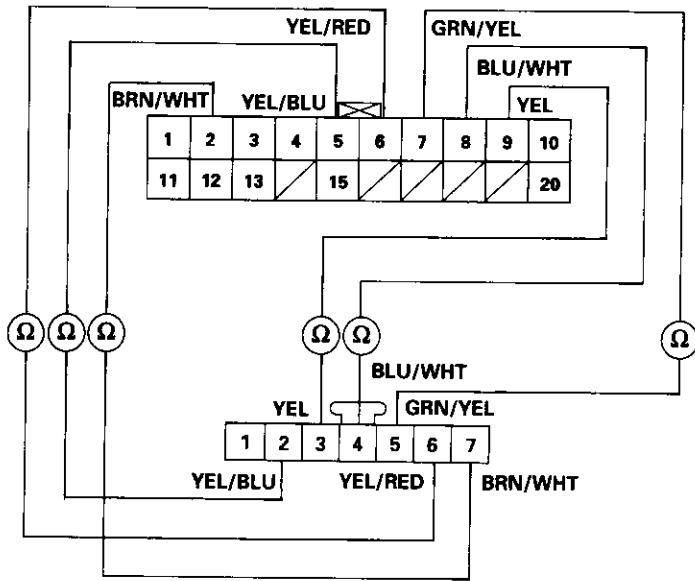 YEL/RED
GRN/YEL
BLU/WHT
BRN/WHT
YEL/BLU
YEL
1 2 3 4 5 6 7 8 9 10
11 12 13 15 20
Ω Ω Ω Ω Ω Ω
BLU/WHT
YEL
GRN/YEL
1 2 3 4 5 6 7
YEL/BLU
YEL/RED
BRN/WHT